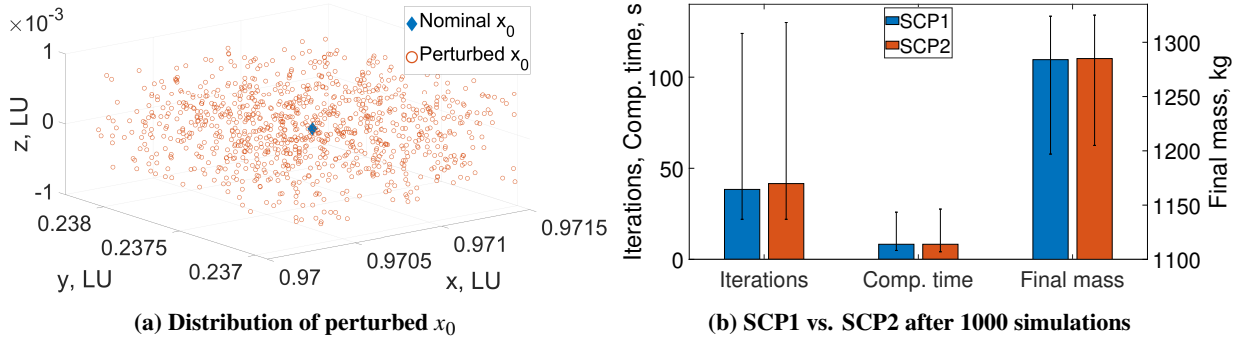 ×10⁻³
1
0
-1
z, LU
0.238
0.2375
0.237
y, LU
0.97
0.9705
0.971
0.9715
x, LU
Nominal x₀
Perturbed x₀
(a) Distribution of perturbed x₀
Iterations, Comp. time, s
100
50
0
SCP1
SCP2
Iterations
Comp. time
Final mass
1300
1250
1200
1150
1100
Final mass, kg
(b) SCP1 vs. SCP2 after 1000 simulations